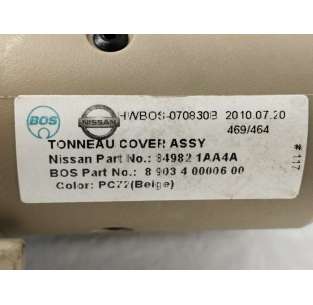 BOS NISSAN HWBOS-070830B 2010.07.20
469/464
TONNEAU COVER ASSY
Nissan Part No.: 84982 1AA4A
BOS Part No.: 8 903 4 00006 00
Color: PC72(Beige)
# 117